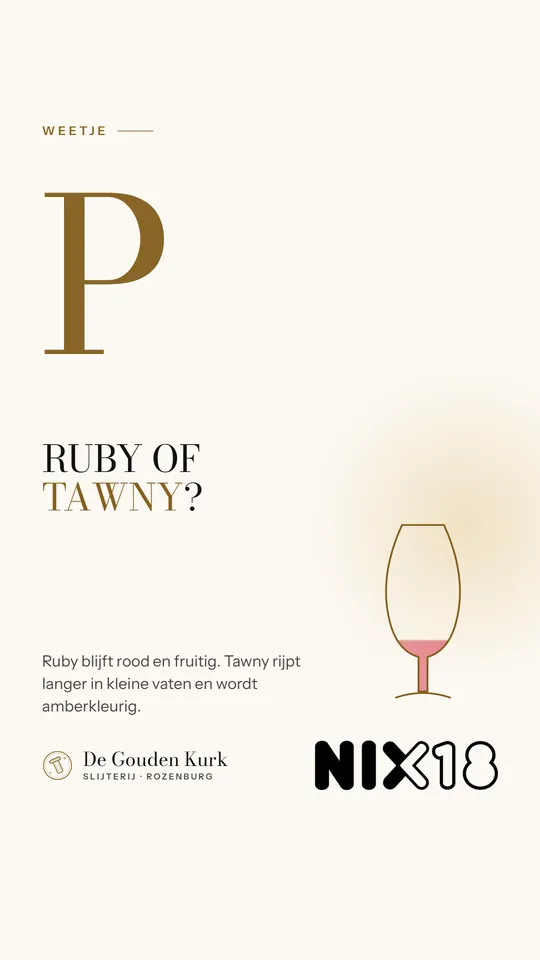 WEETJE
P
RUBY OF
TAWNY?
Ruby blijft rood en fruitig. Tawny rijpt
langer in kleine vaten en wordt
amberkleurig.
De Gouden Kurk
SLIJTERIJ · ROZENBURG
NIX18